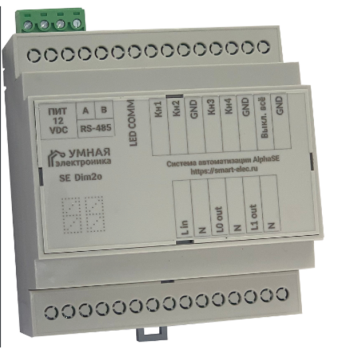 ПИТ
12
VDC
A B
RS-485
LED COMM
Кн1
Кн2
GND
Кн3
Кн4
GND
Выкл. всё
GND
УМНАЯ
электроника
SE Dim2o
Система автоматизации AlphaSE
https://smart-elec.ru
L in
N
L0 out
N
L1 out
N